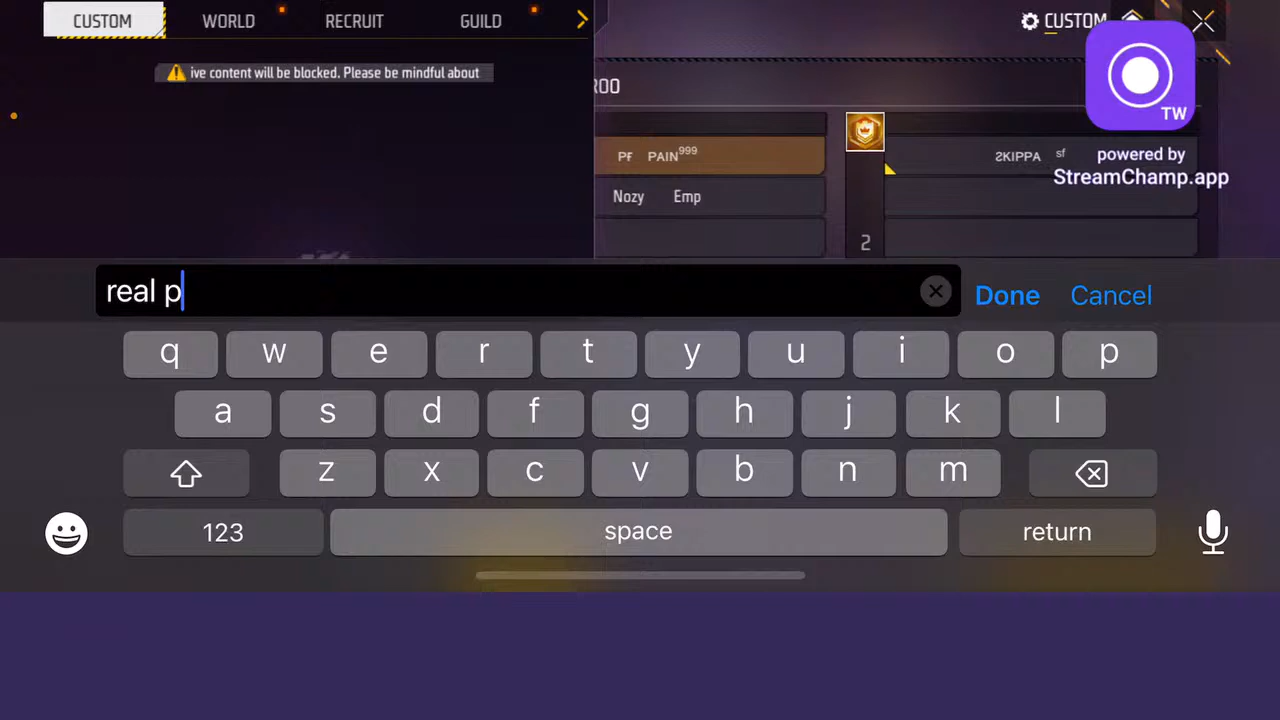 CUSTOM WORLD RECRUIT GUILD CUSTOM
ive content will be blocked. Please be mindful about
TW
ROO
PF PAIN999
2KIPPA sf
powered by
StreamChamp.app
Nozy Emp
2
real p
Done Cancel
q w e r t y u i o p
a s d f g h j k l
z x c v b n m
123 space return